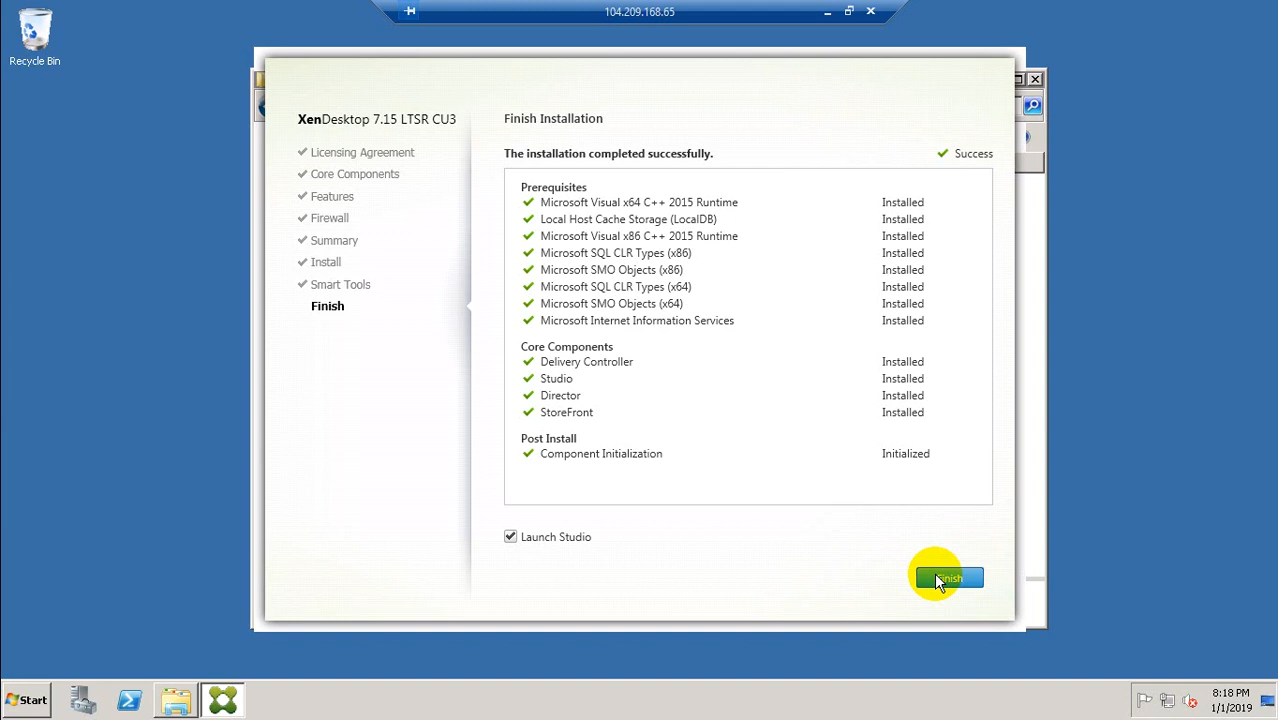 104.209.168.65
Recycle Bin
XenDesktop 7.15 LTSR CU3
Licensing Agreement
Core Components
Features
Firewall
Summary
Install
Smart Tools
Finish
Finish Installation
The installation completed successfully.
Success
Prerequisites
Microsoft Visual x64 C++ 2015 Runtime Installed
Local Host Cache Storage (LocalDB) Installed
Microsoft Visual x86 C++ 2015 Runtime Installed
Microsoft SQL CLR Types (x86) Installed
Microsoft SMO Objects (x86) Installed
Microsoft SQL CLR Types (x64) Installed
Microsoft SMO Objects (x64) Installed
Microsoft Internet Information Services Installed
Core Components
Delivery Controller Installed
Studio Installed
Director Installed
StoreFront Installed
Post Install
Component Initialization Initialized
Launch Studio
Finish
Start
8:18 PM
1/1/2019